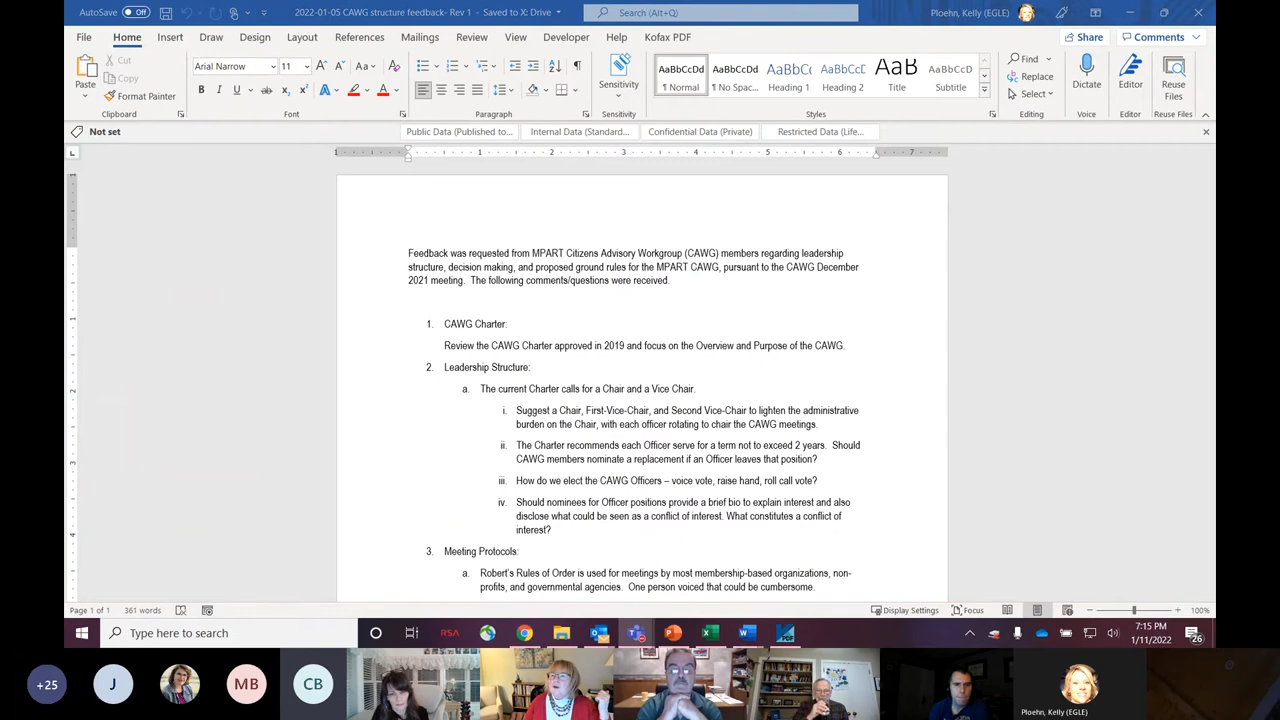 AutoSave Off 2022-01-05 CAWG structure feedback- Rev 1 - Saved to X: Drive Search (Alt+Q) Ploehn, Kelly (EGLE)
File Home Insert Draw Design Layout References Mailings Review View Developer Help Kofax PDF Share Comments
Cut
Copy
Format Painter
Paste
Arial Narrow 11
AaBbCcDd AaBbCcDd AaBbCc AaBbCcD AaB AaBbCcD
¶ Normal ¶ No Spac... Heading 1 Heading 2 Title Subtitle
Find
Replace
Select
Sensitivity
Dictate
Editor
Reuse Files
Clipboard Font Paragraph Sensitivity Styles Editing Voice Editor Reuse Files
Not set Public Data (Published to... Internal Data (Standard... Confidential Data (Private) Restricted Data (Life...
1 1 2 3 4 5 6 7
Feedback was requested from MPART Citizens Advisory Workgroup (CAWG) members regarding leadership
structure, decision making, and proposed ground rules for the MPART CAWG, pursuant to the CAWG December
2021 meeting. The following comments/questions were received.
1. CAWG Charter:
Review the CAWG Charter approved in 2019 and focus on the Overview and Purpose of the CAWG.
2. Leadership Structure:
a. The current Charter calls for a Chair and a Vice Chair.
i. Suggest a Chair, First-Vice-Chair, and Second Vice-Chair to lighten the administrative
burden on the Chair, with each officer rotating to chair the CAWG meetings.
ii. The Charter recommends each Officer serve for a term not to exceed 2 years. Should
CAWG members nominate a replacement if an Officer leaves that position?
iii. How do we elect the CAWG Officers – voice vote, raise hand, roll call vote?
iv. Should nominees for Officer positions provide a brief bio to explain interest and also
disclose what could be seen as a conflict of interest. What constitutes a conflict of
interest?
3. Meeting Protocols:
a. Robert's Rules of Order is used for meetings by most membership-based organizations, non-
profits, and governmental agencies. One person voiced that could be cumbersome.
Page 1 of 1 361 words Display Settings Focus 100%
Type here to search RSA 7:15 PM
1/11/2022 26
+25 J MB CB
Ploehn, Kelly (EGLE)